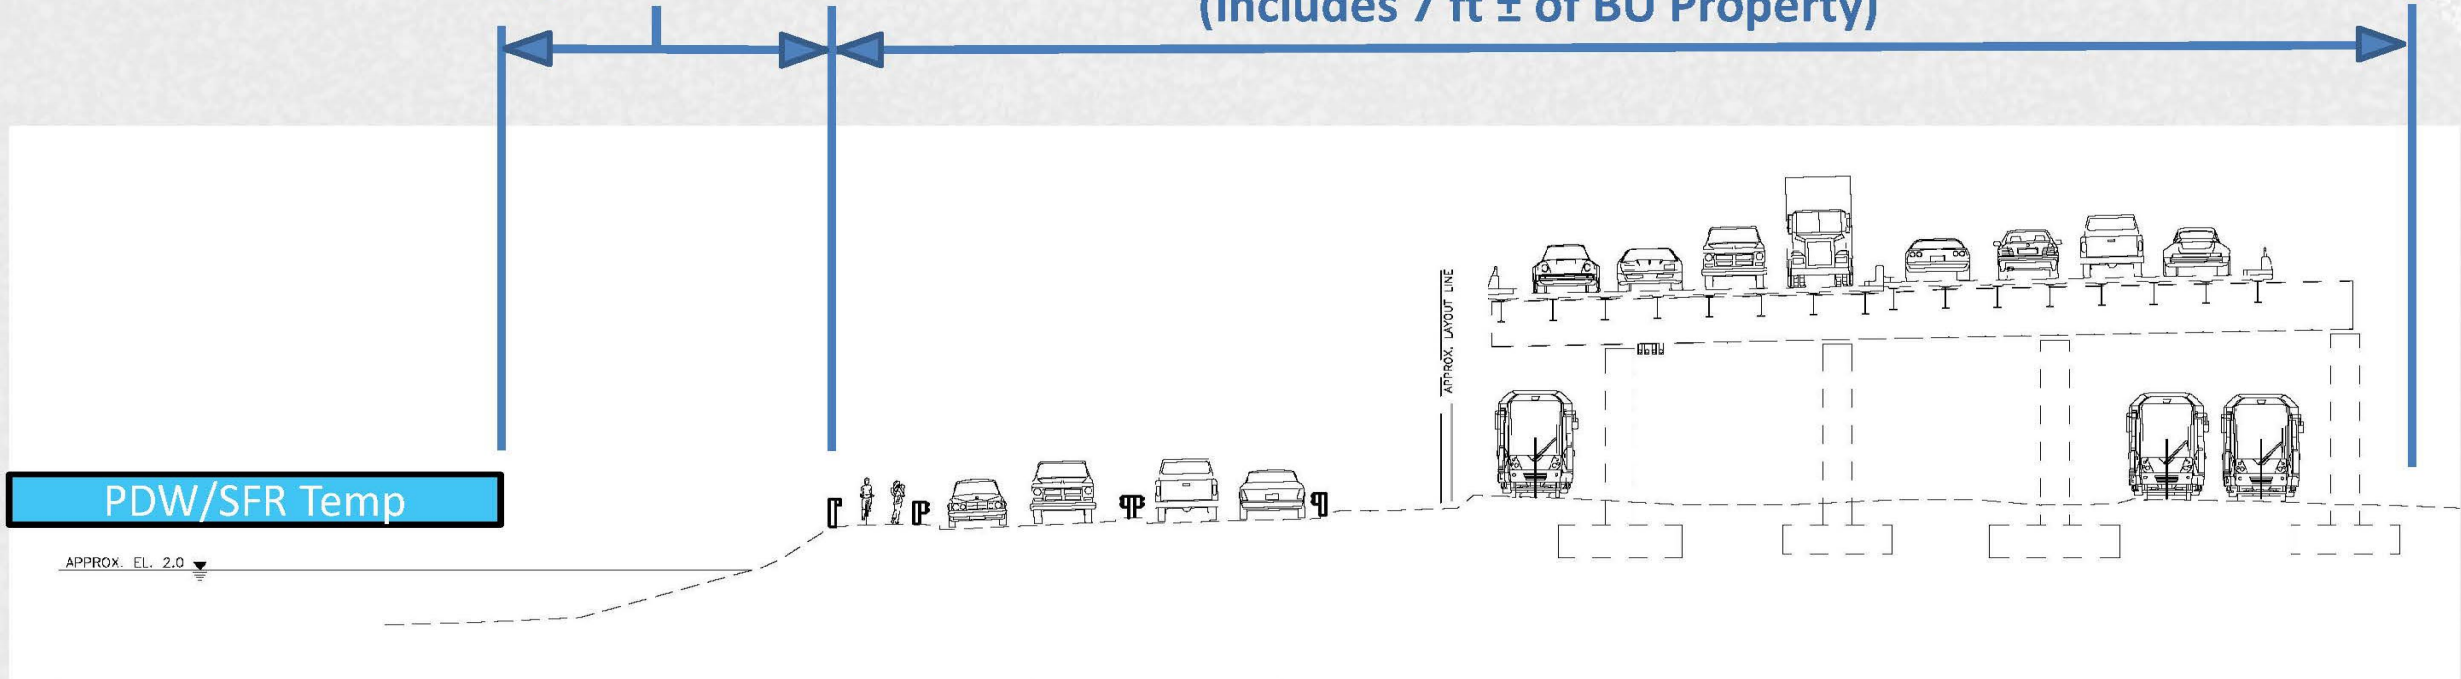 (Includes 7 ft ± of BU Property)
APPROX. LAYOUT LINE
PDW/SFR Temp
APPROX. EL. 2.0